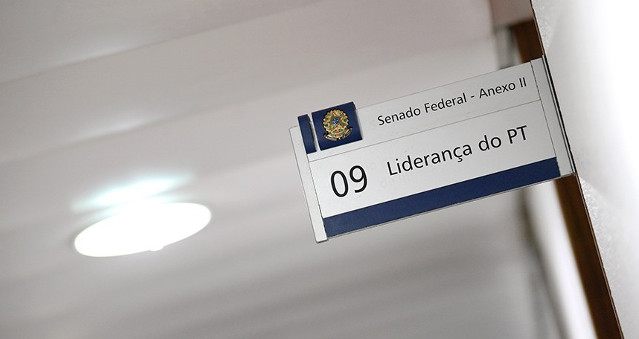 Senado Federal - Anexo II
09 Liderança do PT